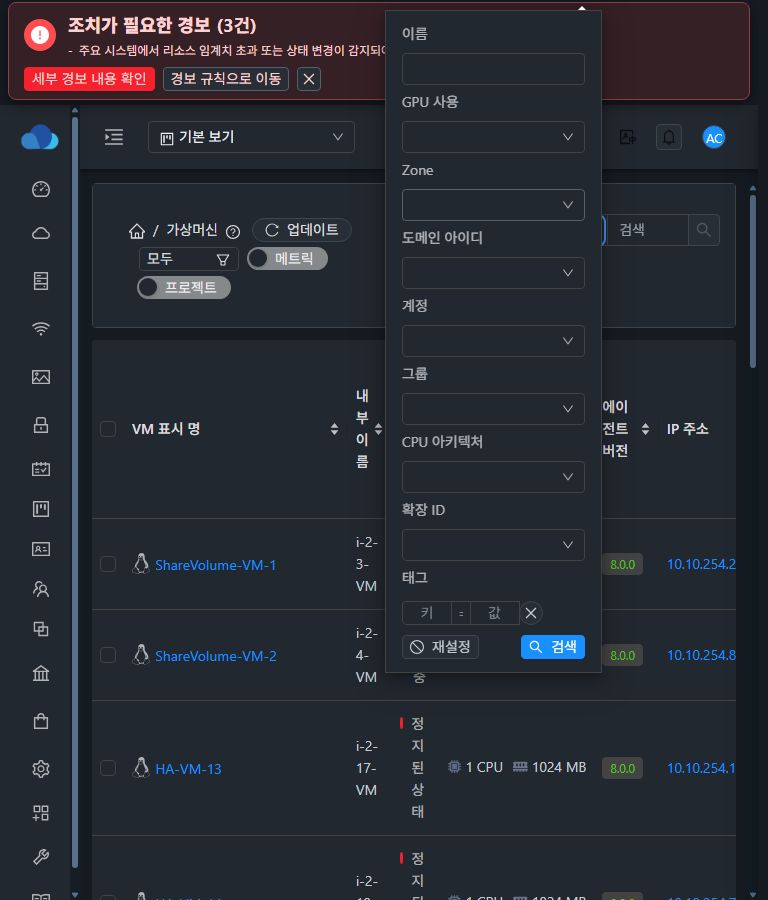 조치가 필요한 경보 (3건)
- 주요 시스템에서 리소스 임계치 초과 또는 상태 변경이 감지되어
세부 경보 내용 확인
경보 규칙으로 이동
기본 보기
AC
/ 가상머신
업데이트
모두
메트릭
프로젝트
검색
이름
GPU 사용
Zone
도메인 아이디
계정
그룹
CPU 아키텍처
확장 ID
태그
키 = 값
재설정
검색
VM 표시 명
내부이름
에이전트 버전
IP 주소
ShareVolume-VM-1
i-2-3-VM
8.0.0
10.10.254.2
ShareVolume-VM-2
i-2-4-VM
중
8.0.0
10.10.254.8
HA-VM-13
i-2-17-VM
정지된 상태
1 CPU
1024 MB
8.0.0
10.10.254.1
i-2-
정지